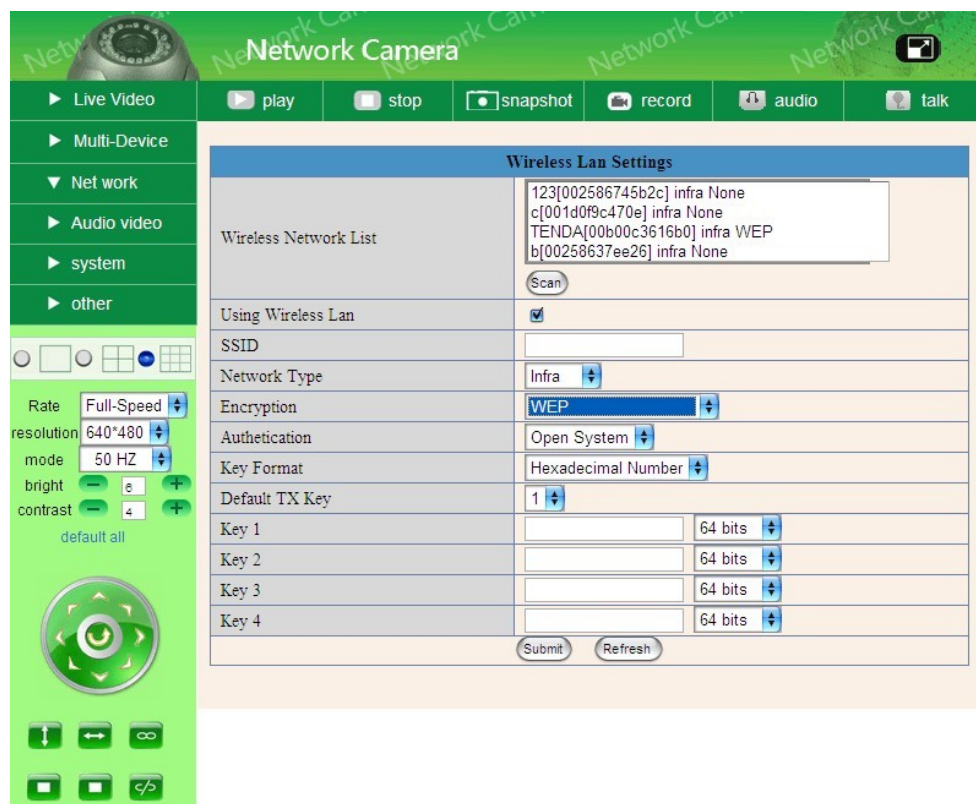 Network Camera
Live Video
play
stop
snapshot
record
audio
talk
Multi-Device
Net work
Audio video
system
other
Wireless Lan Settings
Wireless Network List
123[002586745b2c] infra None
c[001d0f9c470e] infra None
TENDA[00b00c3616b0] infra WEP
b[00258637ee26] infra None
Scan
Using Wireless Lan
SSID
Network Type Infra
Encryption WEP
Authetication Open System
Key Format Hexadecimal Number
Default TX Key 1
Key 1 64 bits
Key 2 64 bits
Key 3 64 bits
Key 4 64 bits
Submit Refresh
Rate Full-Speed
resolution 640*480
mode 50 HZ
bright 6
contrast 4
default all